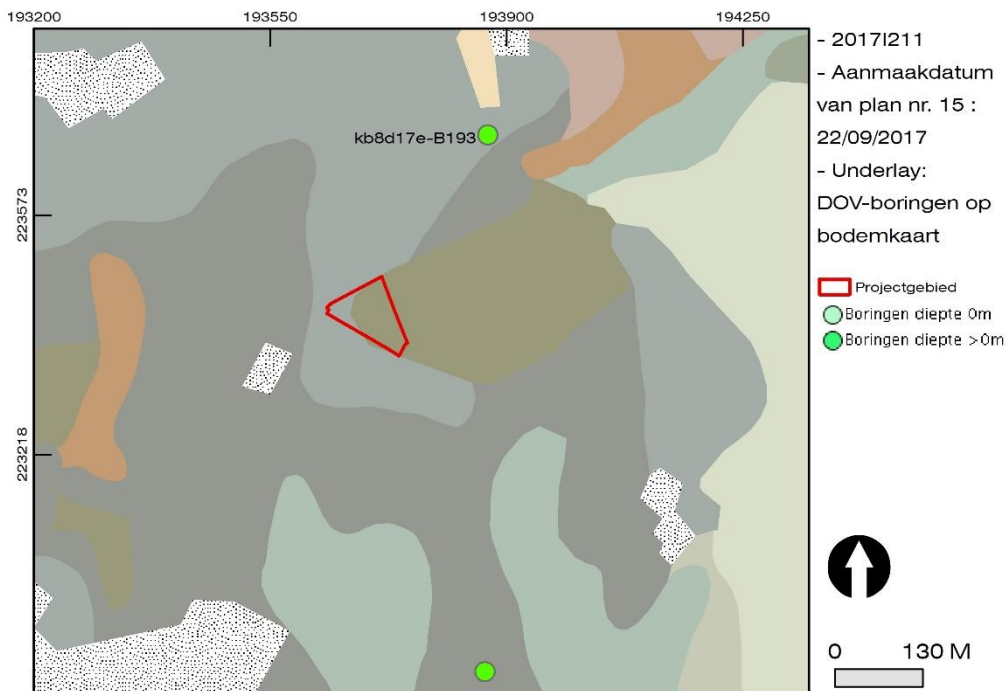 193200 193550 193900 194250
223573
223218
kb8d17e-B193
- 2017I211
- Aanmaakdatum
van plan nr. 15 :
22/09/2017
- Underlay:
DOV-boringen op
bodemkaart
Projectgebied
Boringen diepte 0m
Boringen diepte >0m
0 130 M